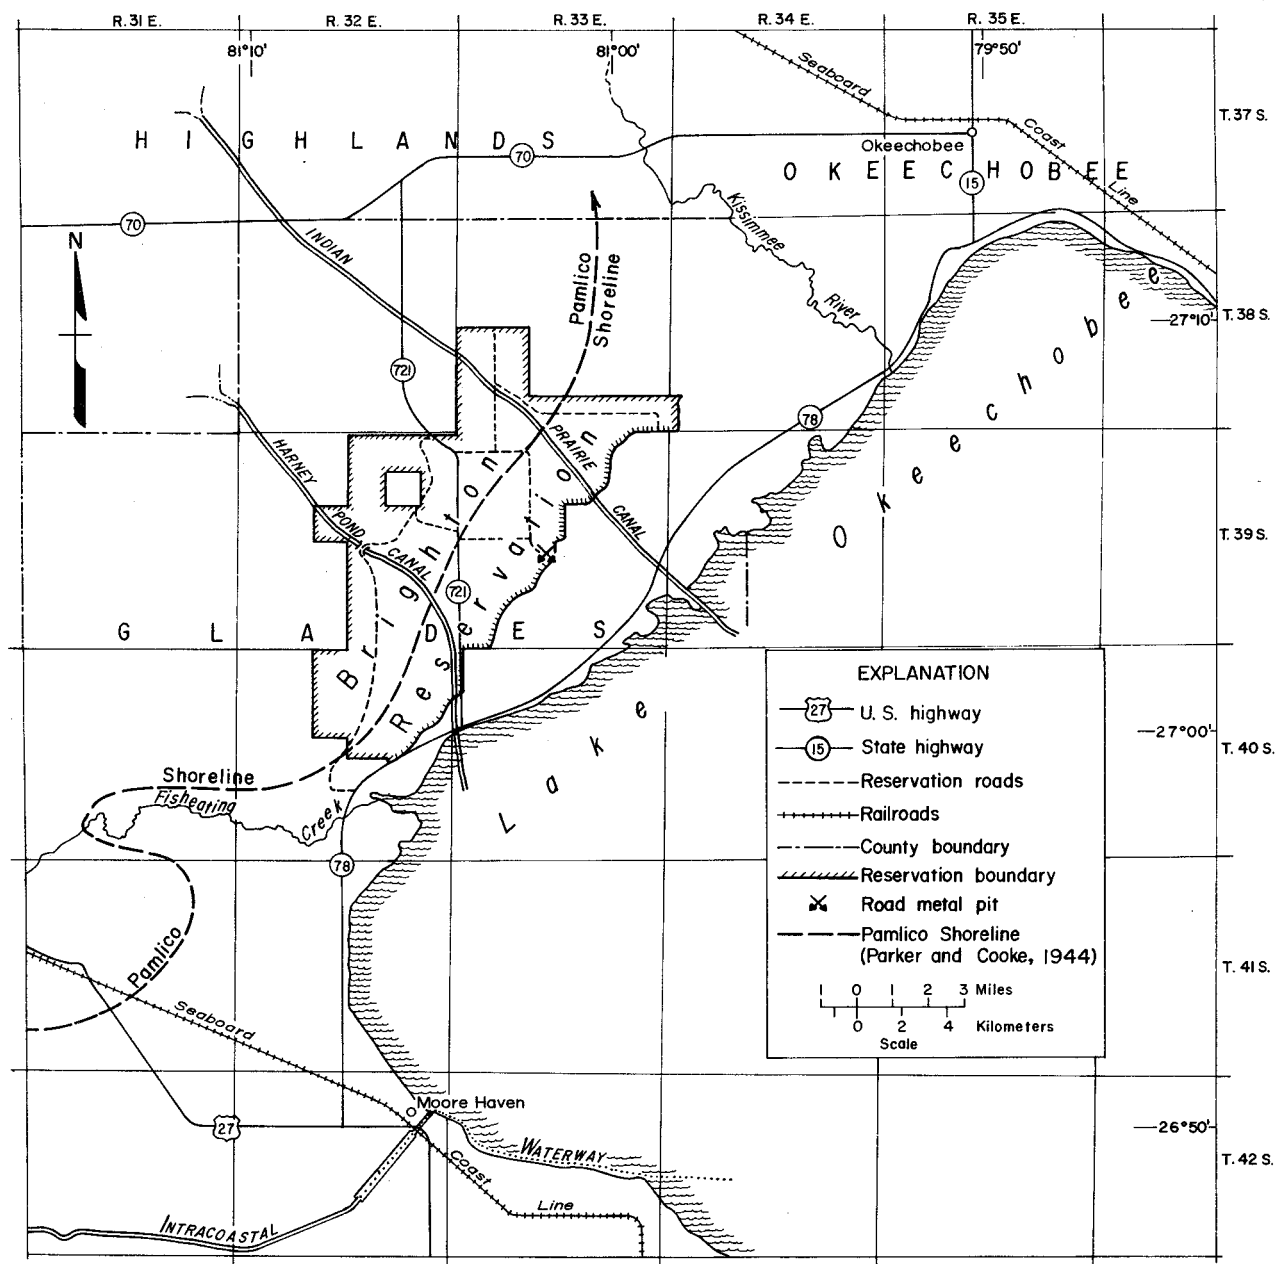 R. 31 E.
R. 32 E.
R. 33 E.
R. 34 E.
R. 35 E.
81°10'
81°00'
79°50'
Seaboard
Coast
Line
T. 37 S.
HIGHLANDS
70
Okeechobee
OKEECHOBEE
15
70
N
INDIAN
Kissimmee
River
Pamlico
Shoreline
27°10'
T. 38 S.
721
78
PRAIRIE
CANAL
HARNEY
POND
CANAL
Brighton
Reservation
721
T. 39 S.
GLADES
Lake Okeechobee
EXPLANATION
27 U. S. highway
15 State highway
Reservation roads
Railroads
County boundary
Reservation boundary
Road metal pit
Pamlico Shoreline
(Parker and Cooke, 1944)
1 0 1 2 3 Miles
0 2 4 Kilometers
Scale
27°00'
T. 40 S.
Shoreline
Fisheating
Creek
78
Pamlico
T. 41 S.
Seaboard
Moore Haven
27
Coast
Line
WATERWAY
26°50'
T. 42 S.
INTRACOASTAL